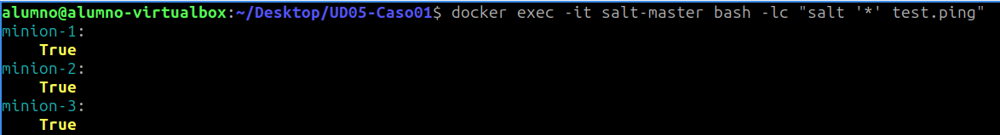 alumno@alumno-virtualbox:~/Desktop/UD05-Caso01$ docker exec -it salt-master bash -lc "salt '*' test.ping"
minion-1:
    True
minion-2:
    True
minion-3:
    True